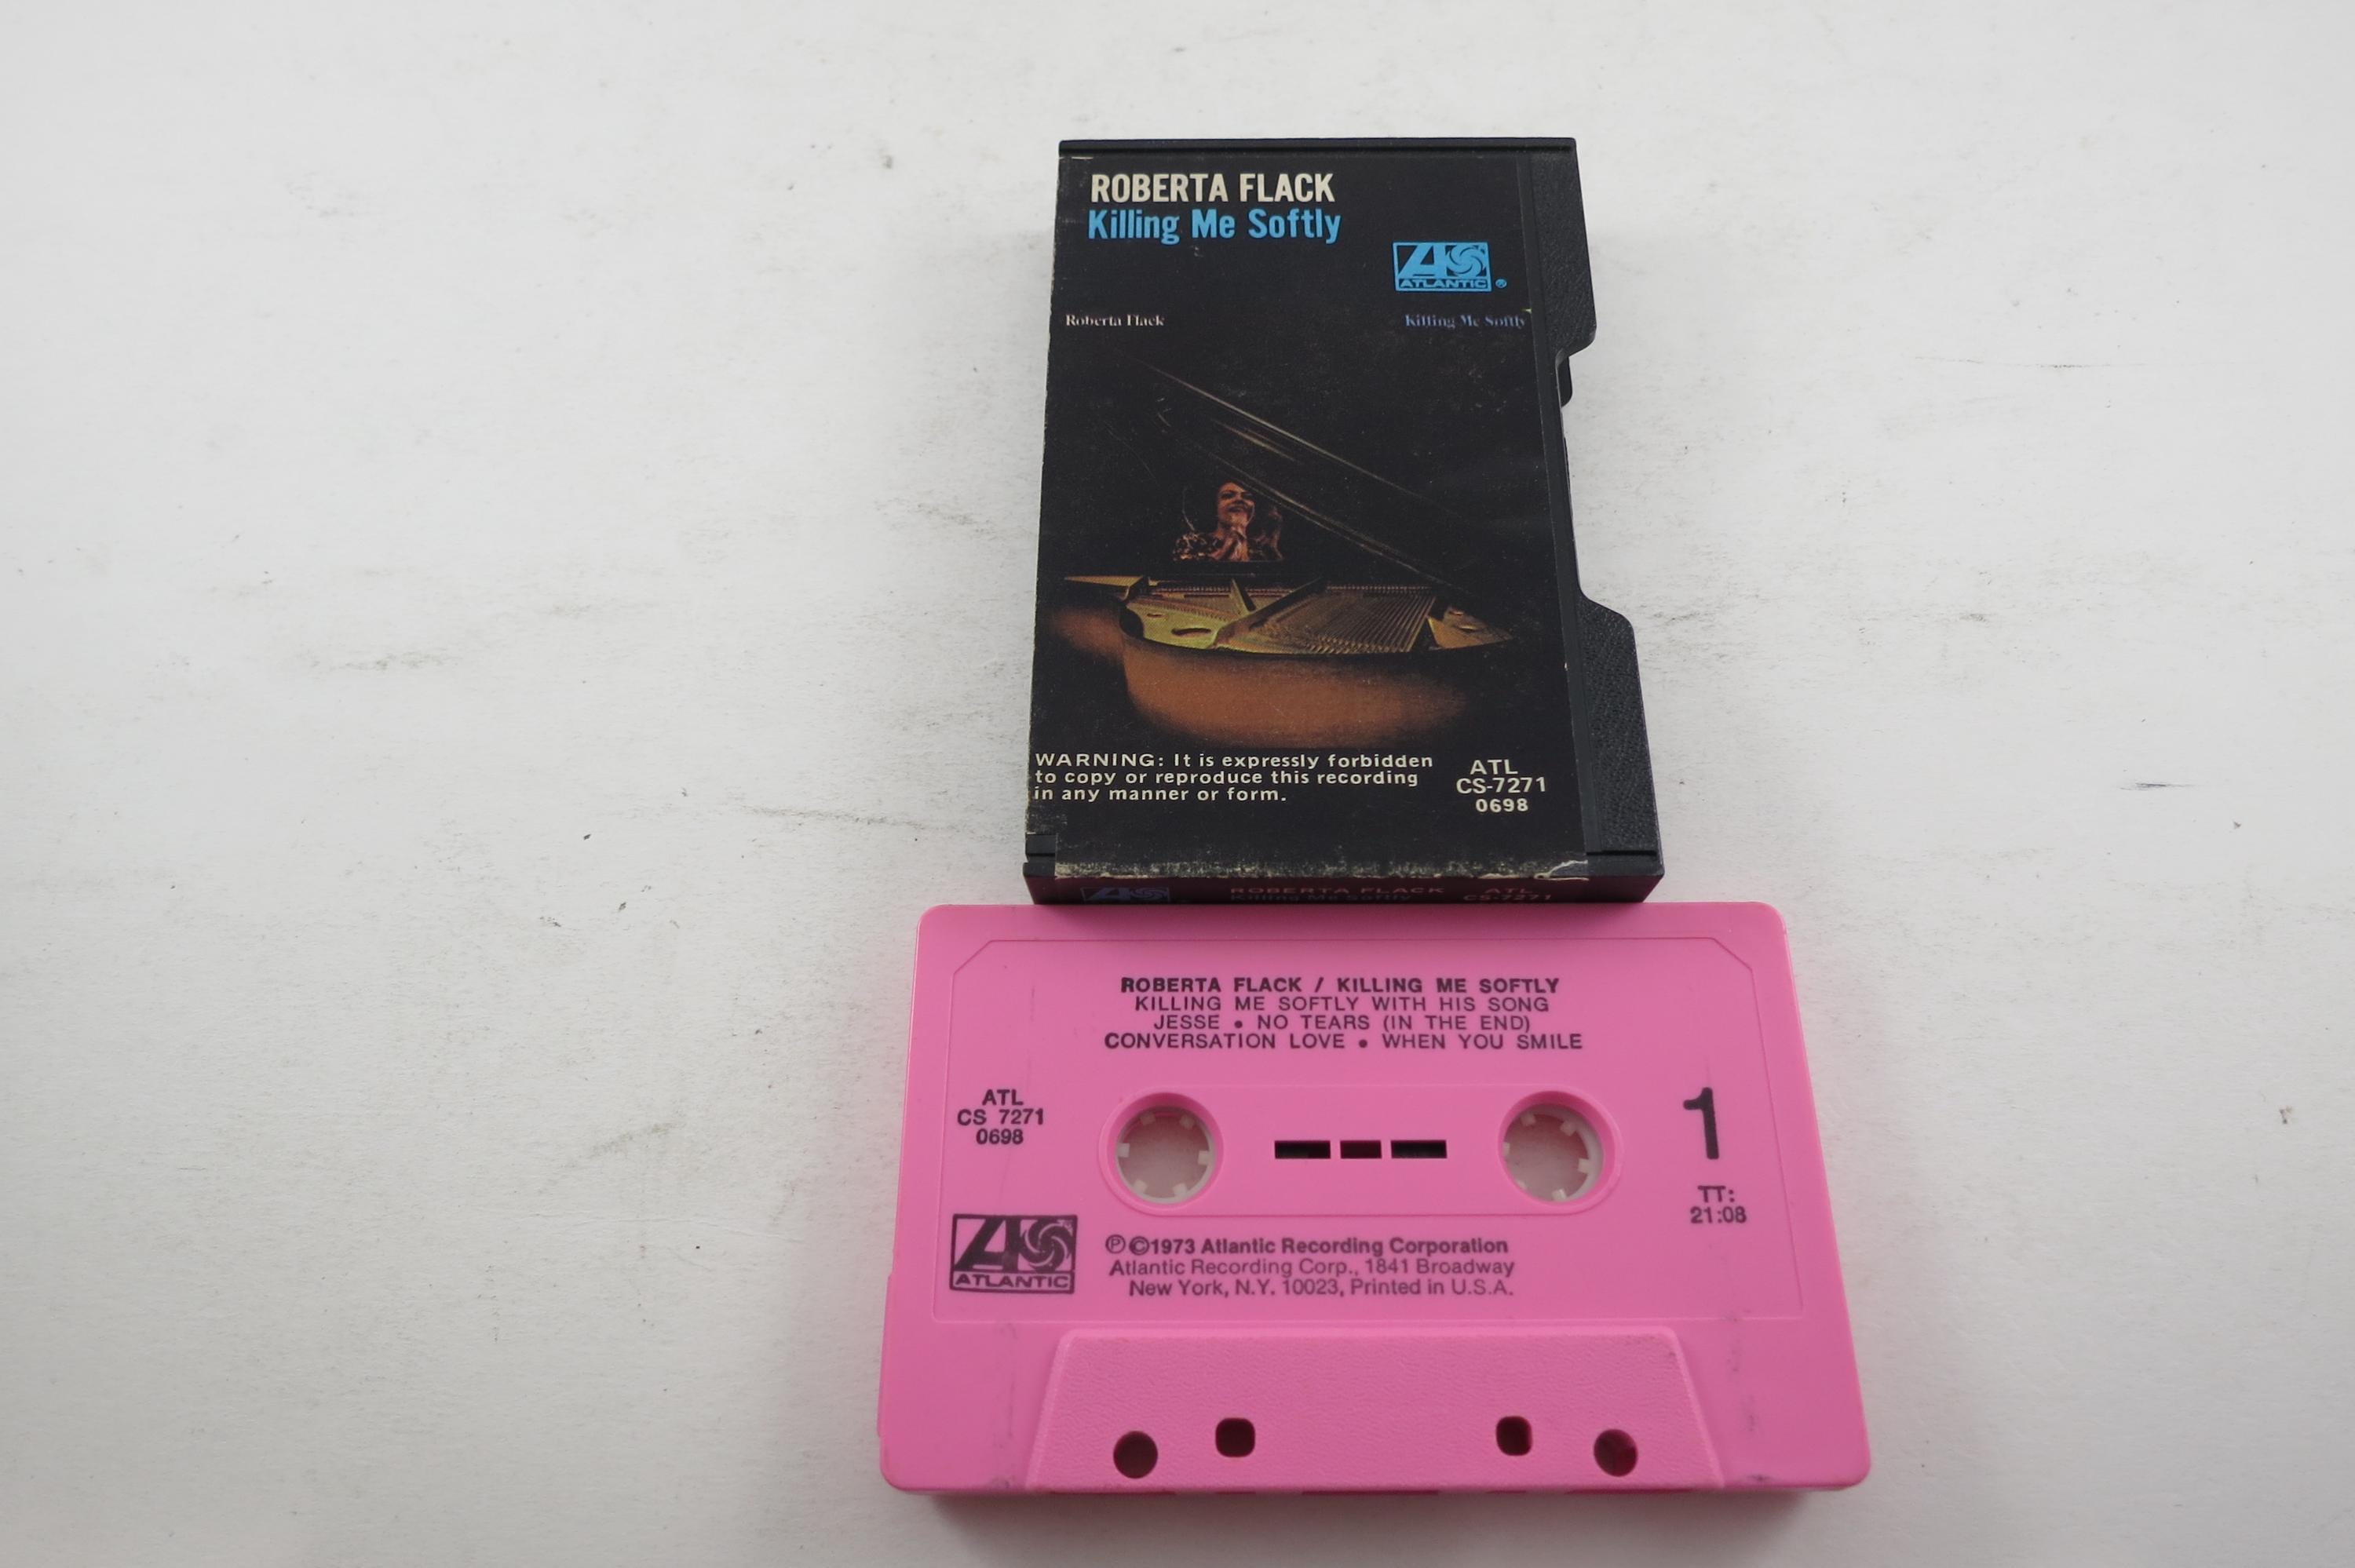 ROBERTA FLACK
Killing Me Softly
ATLANTIC ®
Roberta Flack
Killing Me Softly
WARNING: It is expressly forbidden
to copy or reproduce this recording
in any manner or form.
ATL
CS-7271
0698
ROBERTA FLACK
Killing Me Softly
ATL
CS-7271
ROBERTA FLACK / KILLING ME SOFTLY
KILLING ME SOFTLY WITH HIS SONG
JESSE • NO TEARS (IN THE END)
CONVERSATION LOVE • WHEN YOU SMILE
ATL
CS 7271
0698
1
TT:
21:08
ATLANTIC
℗©1973 Atlantic Recording Corporation
Atlantic Recording Corp., 1841 Broadway
New York, N.Y. 10023, Printed in U.S.A.